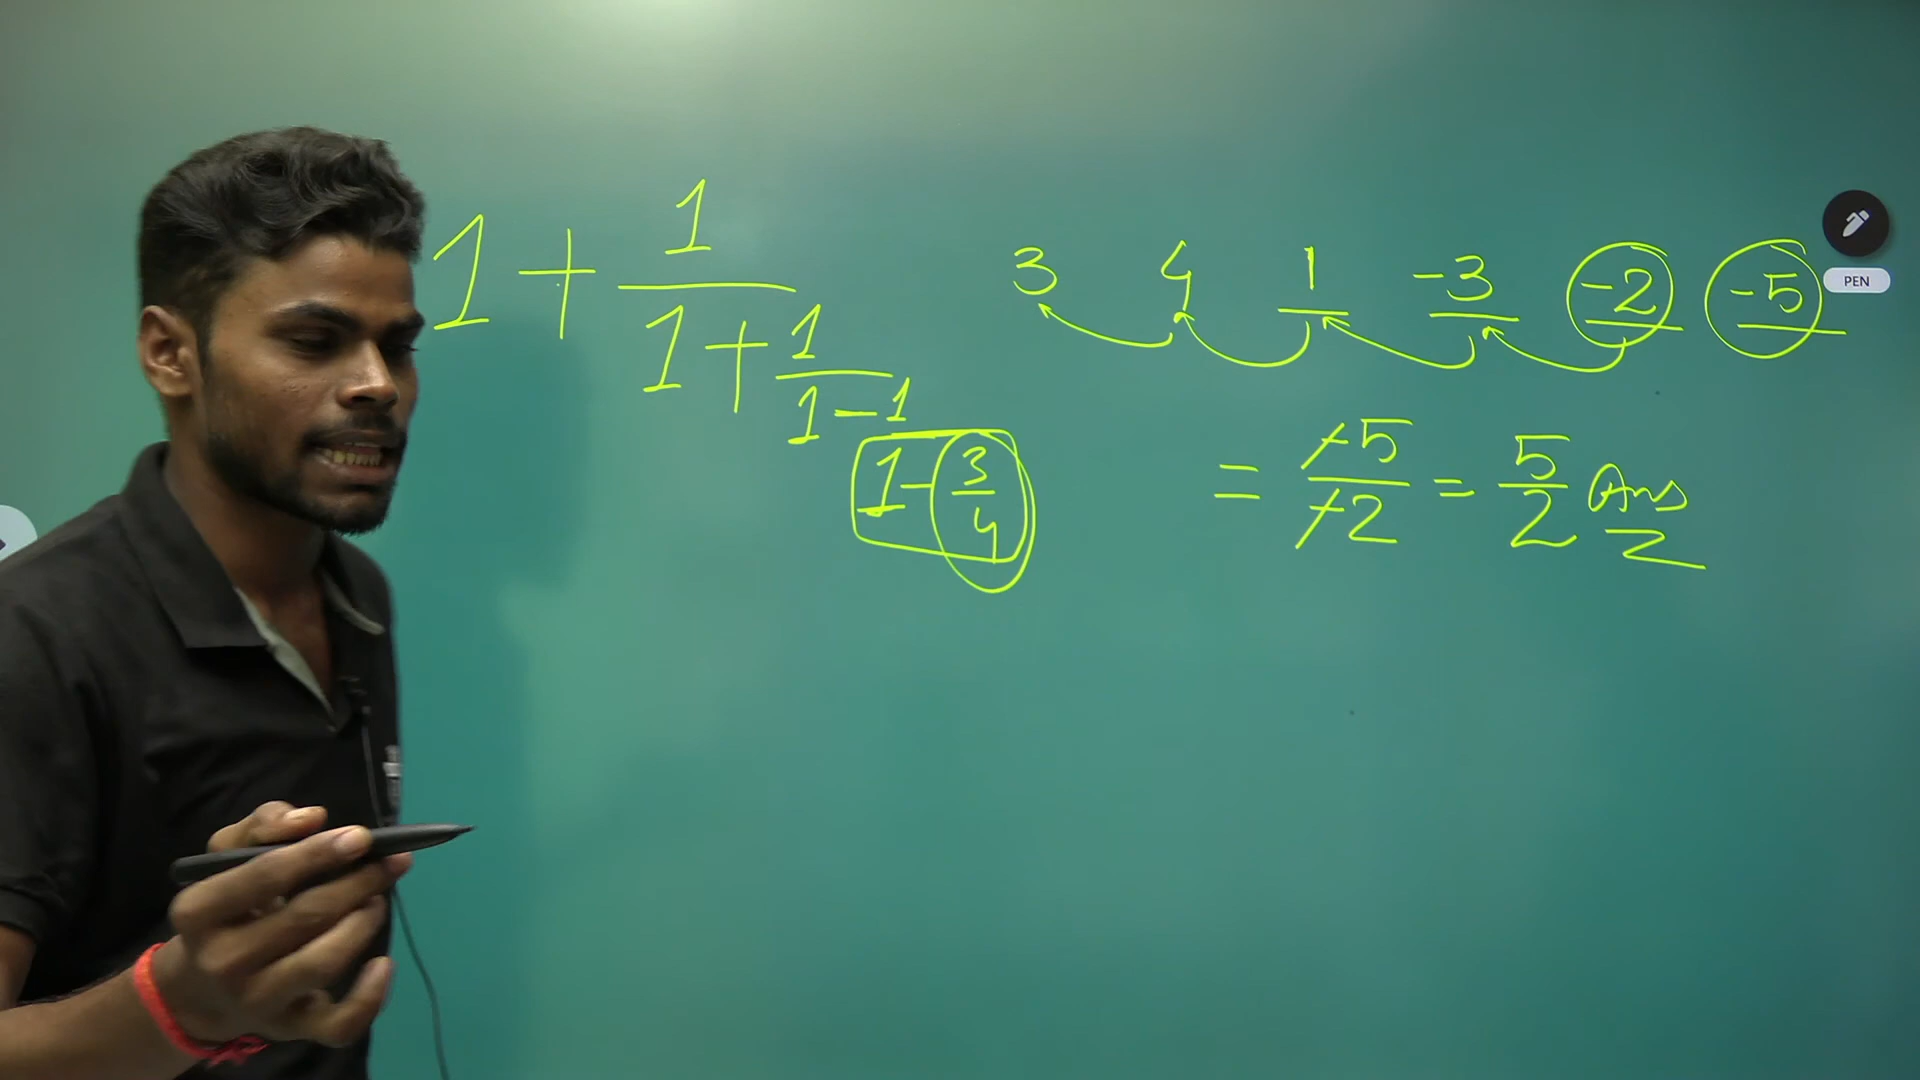 1 + 1
1 + 1
1 - 1
1 - 3
4
3 4 1 -3 -2 -5
= -5 = 5 Ans
-2 2
PEN